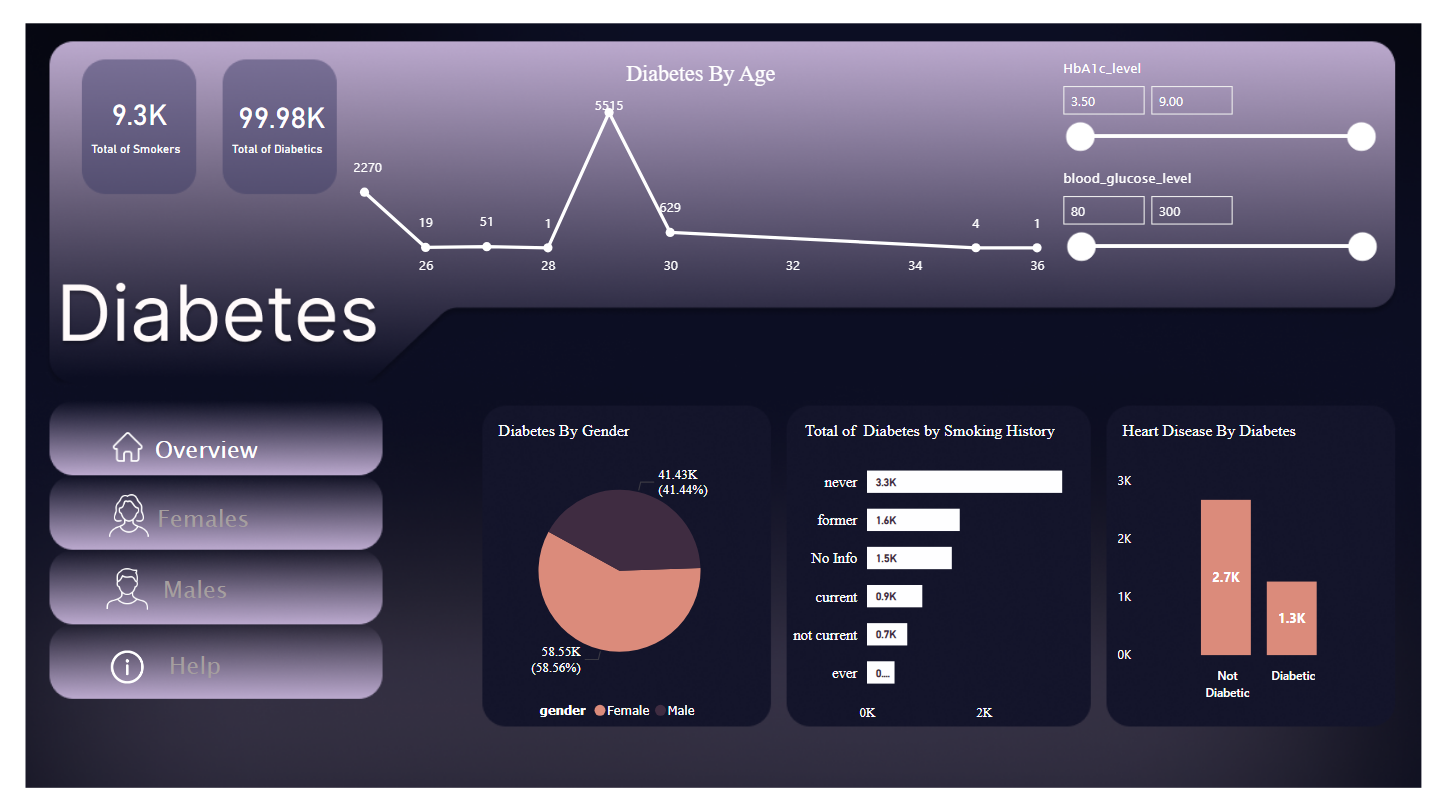 9.3K
Total of Smokers
99.98K
Total of Diabetics
Diabetes By Age
5515
2270
19
51
1
629
4
1
26
28
30
32
34
36
HbA1c_level
3.50
9.00
blood_glucose_level
80
300
Diabetes
Overview
Females
Males
Help
Diabetes By Gender
41.43K
(41.44%)
58.55K
(58.56%)
gender Female Male
Total of Diabetes by Smoking History
never 3.3K
former 1.6K
No Info 1.5K
current 0.9K
not current 0.7K
ever 0....
0K 2K
Heart Disease By Diabetes
3K
2K
1K
0K
2.7K
1.3K
Not
Diabetic
Diabetic